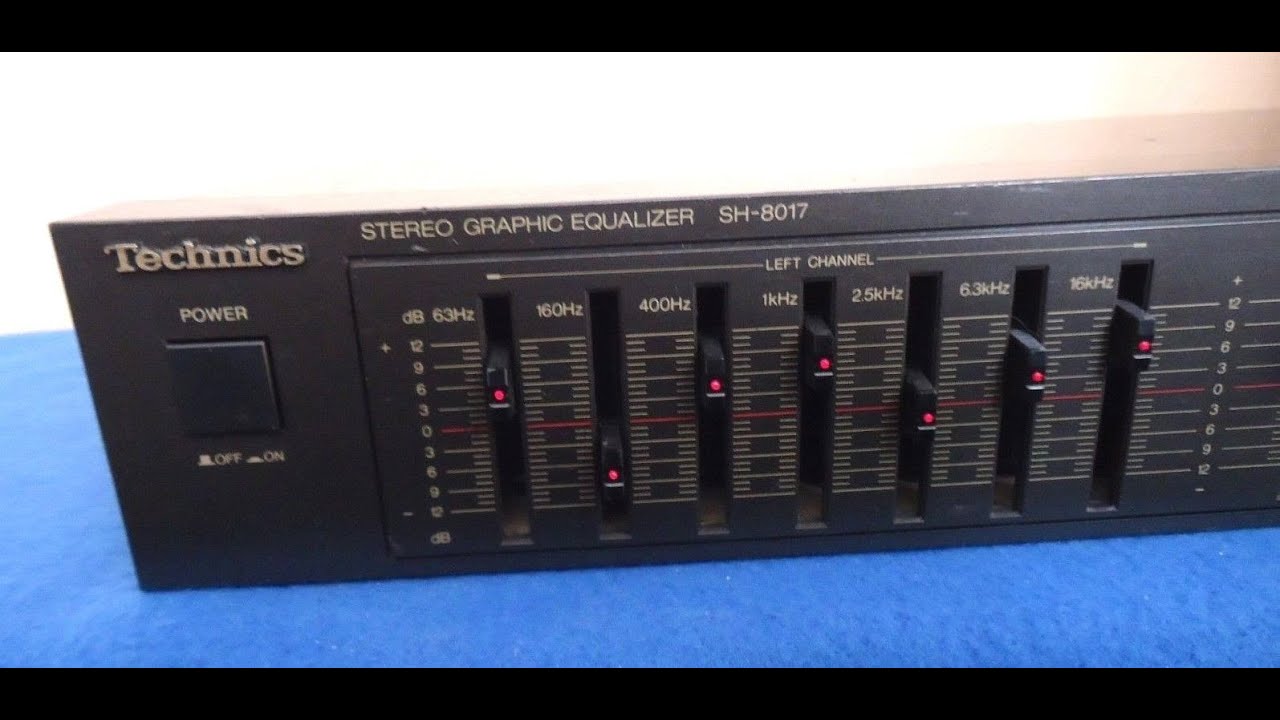 STEREO GRAPHIC EQUALIZER SH-8017
Technics
LEFT CHANNEL
POWER
dB 63Hz 160Hz 400Hz 1kHz 2.5kHz 6.3kHz 16kHz +
+ 12 12
9 9
6 6
3 3
0 0
3 3
6 6
9 9
- 12 12 -
dB
OFF ON